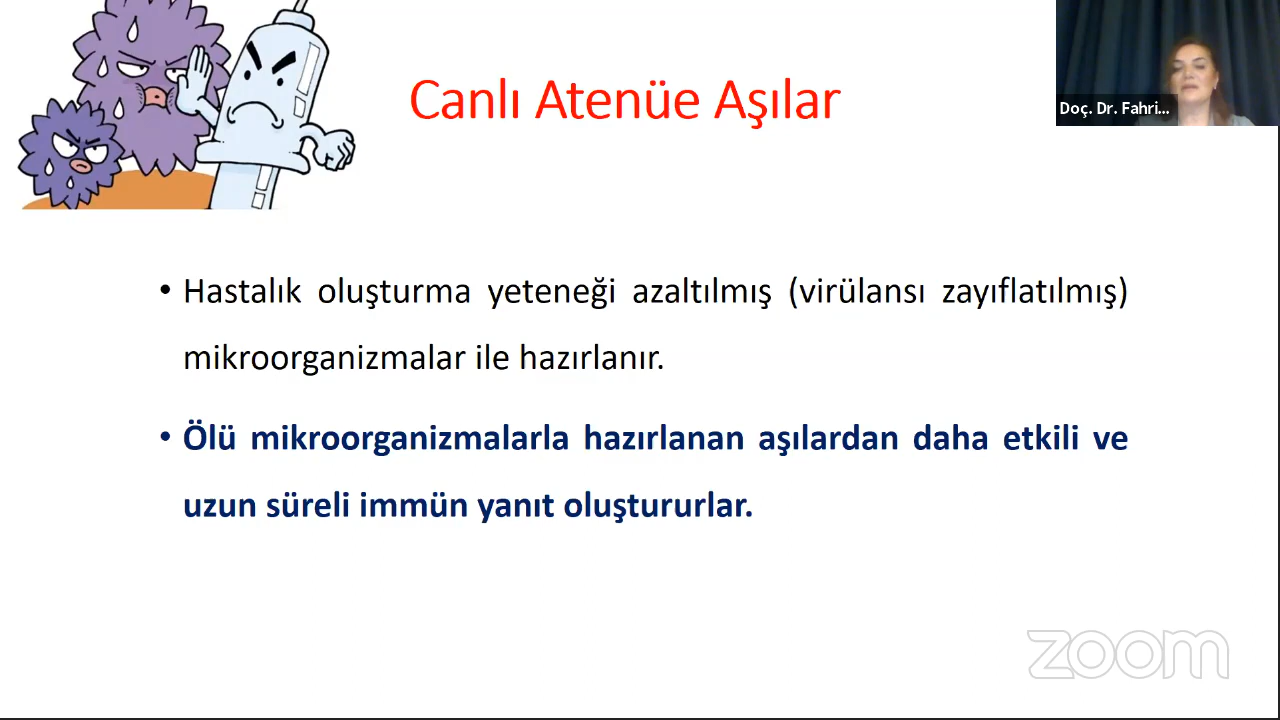 Canlı Atenüe Aşılar
Doç. Dr. Fahri...
• Hastalık oluşturma yeteneği azaltılmış (virülansı zayıflatılmış)
mikroorganizmalar ile hazırlanır.
• Ölü mikroorganizmalarla hazırlanan aşılardan daha etkili ve
uzun süreli immün yanıt oluştururlar.
zoom